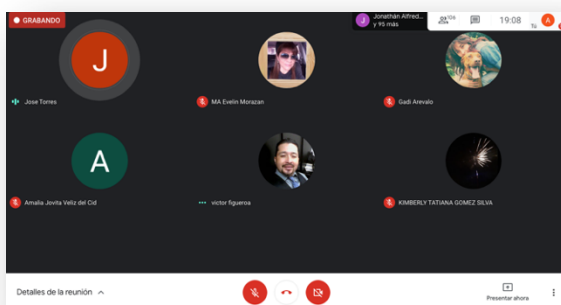 GRABANDO
Jonathán Alfred...
y 95 más
19:08
A
Tú
J
J
A
Jose Torres
MA Evelin Morazan
Gadi Arevalo
Amalia Jovita Veliz del Cid
victor figueroa
KIMBERLY TATIANA GOMEZ SILVA
Detalles de la reunión
Presentar ahora